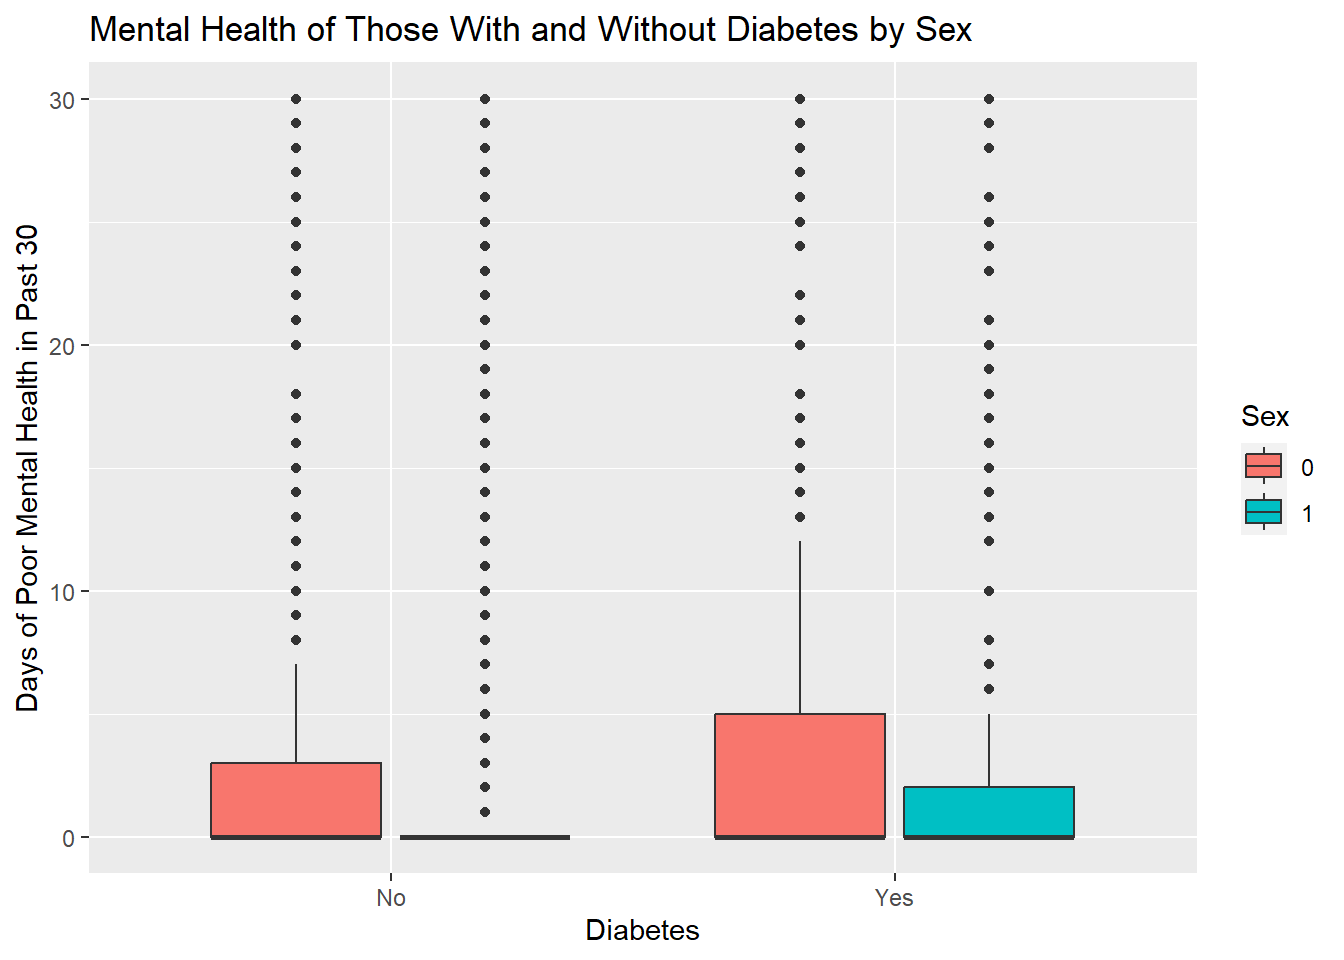 Mental Health of Those With and Without Diabetes by Sex
Days of Poor Mental Health in Past 30
30
20
10
0
No
Yes
Diabetes
Sex
0
1